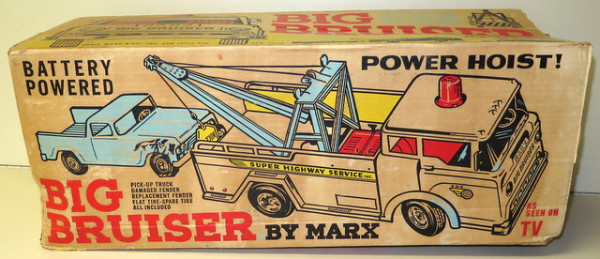 BIG
BRUISER
BATTERY
POWERED
POWER HOIST!
SUPER HIGHWAY SERVICE INC.
PICK-UP TRUCK
DAMAGED FENDER
REPLACEMENT FENDER
FLAT TIRE-SPARE TIRE
ALL INCLUDED
BIG
BRUISER BY MARX
AS
SEEN ON
TV